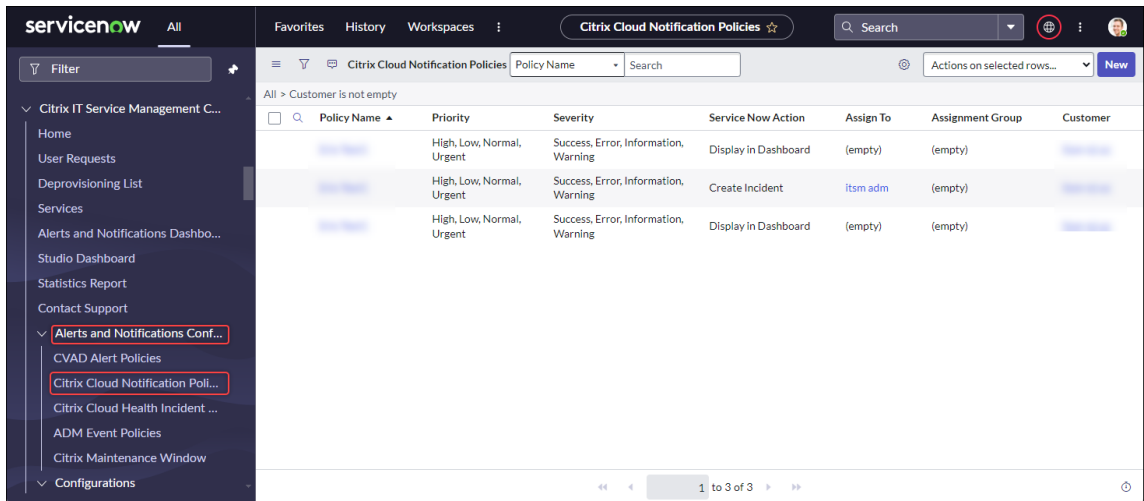 servicenow All Favorites History Workspaces Citrix Cloud Notification Policies Search
Filter
Citrix Cloud Notification Policies Policy Name Search Actions on selected rows... New
All > Customer is not empty
Citrix IT Service Management C...
Home
User Requests
Deprovisioning List
Services
Alerts and Notifications Dashbo...
Studio Dashboard
Statistics Report
Contact Support
Alerts and Notifications Conf...
CVAD Alert Policies
Citrix Cloud Notification Poli...
Citrix Cloud Health Incident ...
ADM Event Policies
Citrix Maintenance Window
Configurations
Policy Name Priority Severity Service Now Action Assign To Assignment Group Customer
High, Low, Normal, Success, Error, Information,
Urgent Warning Display in Dashboard (empty) (empty)
High, Low, Normal, Success, Error, Information,
Urgent Warning Create Incident itsm adm (empty)
High, Low, Normal, Success, Error, Information,
Urgent Warning Display in Dashboard (empty) (empty)
1 to 3 of 3